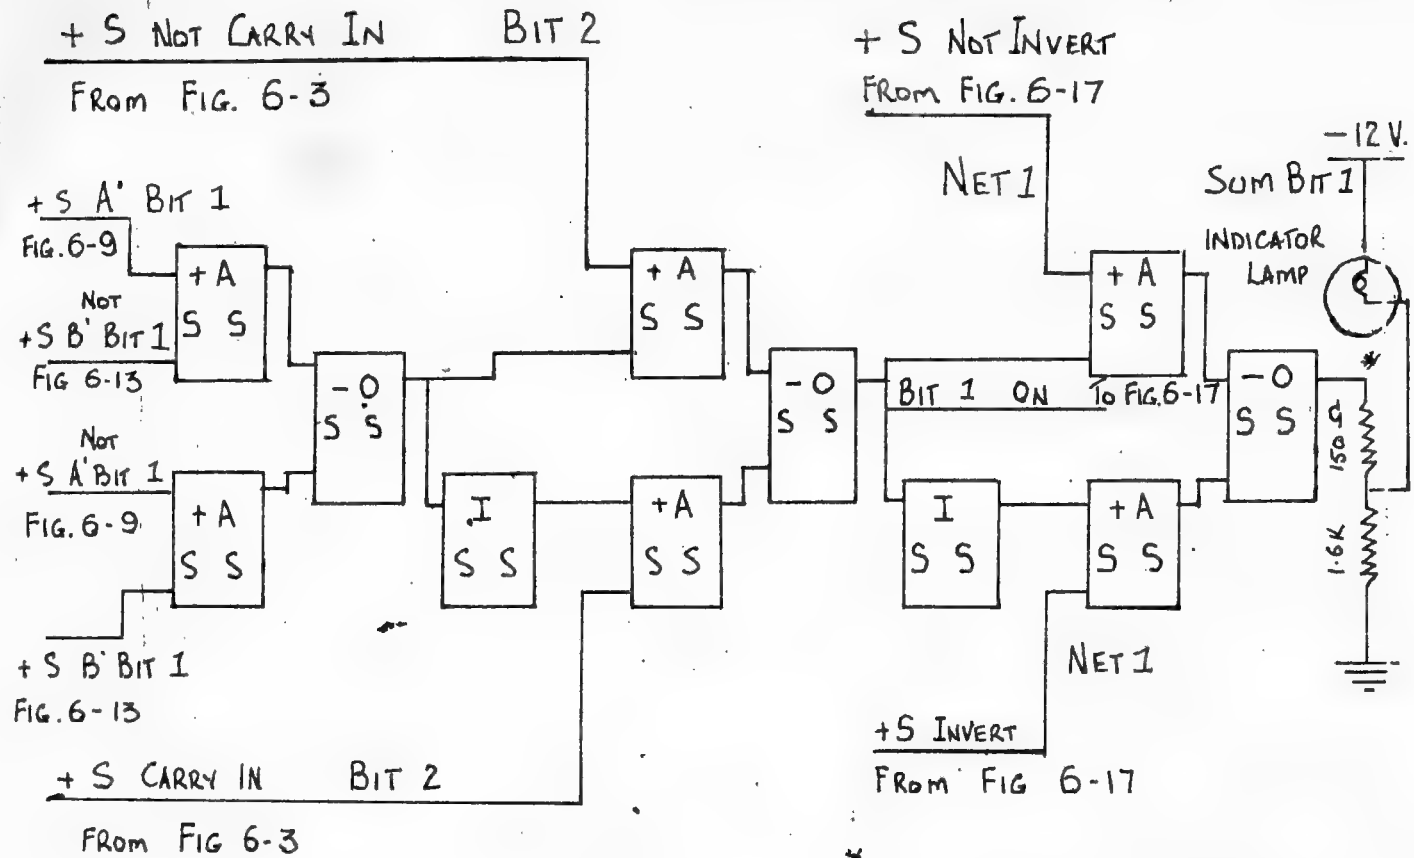 + S NOT CARRY IN BIT 2
FROM FIG. 6-3
+ S NOT INVERT
FROM FIG. 6-17
-12 V.
NET 1
SUM BIT 1
INDICATOR
LAMP
+ S A' BIT 1
FIG. 6-9
NOT
+S B' BIT 1
FIG 6-13
+ A
S S
+ A
S S
+ A
S S
- O
S S
- O
S S
- O
S S
*
BIT 1 ON
TO FIG. 6-17
150 Ω
1.6K
NOT
+ S A' BIT 1
FIG. 6-9
+ A
S S
I
S S
+ A
S S
I
S S
+ A
S S
+ S B' BIT 1
FIG. 6-13
NET 1
+S INVERT
FROM FIG 6-17
+ S CARRY IN BIT 2
FROM FIG 6-3